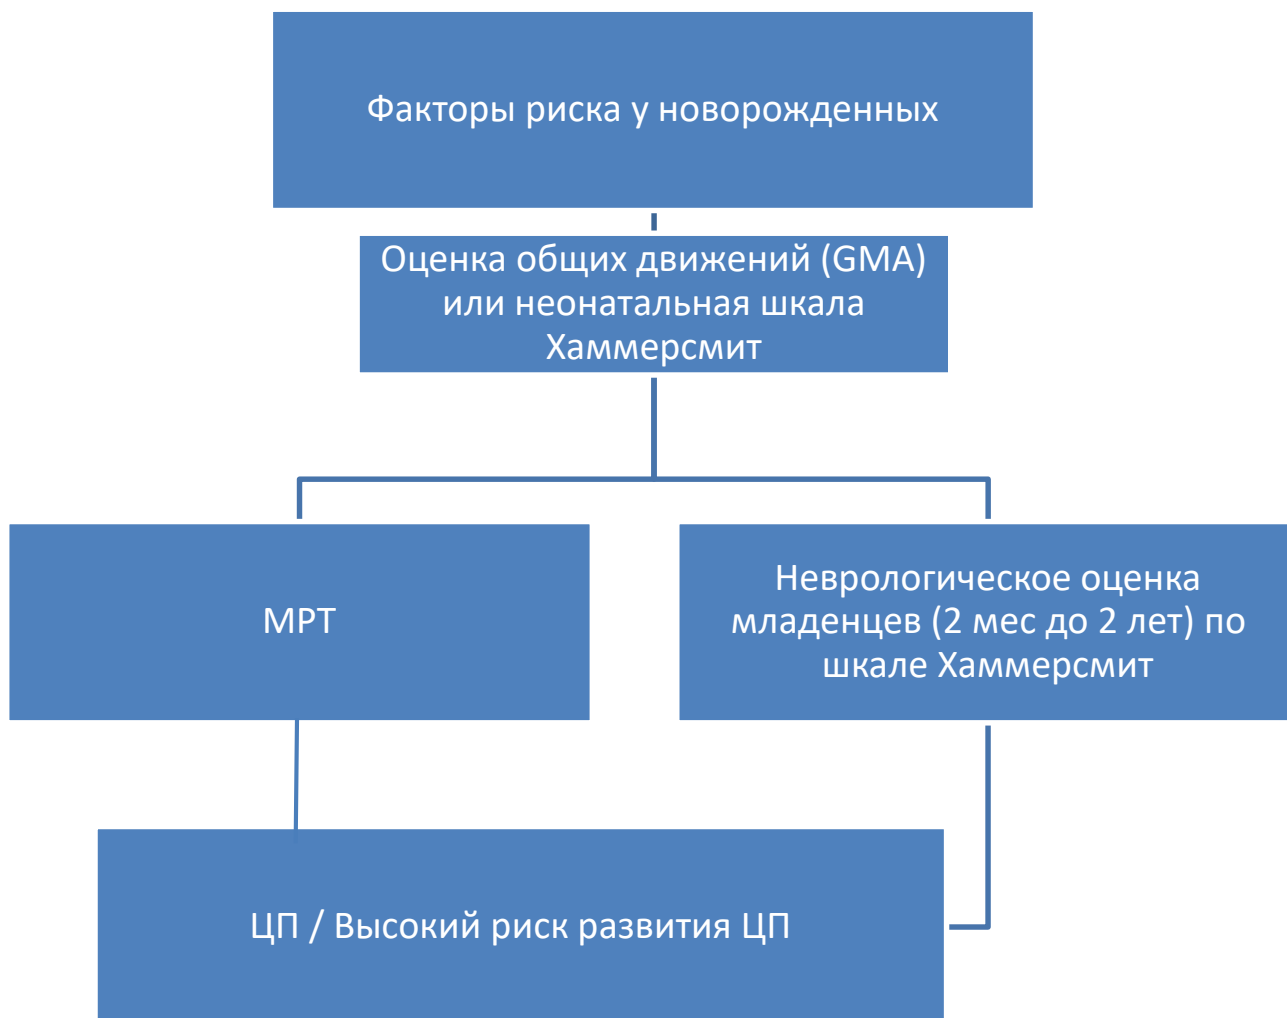 Факторы риска у новорожденных
Оценка общих движений (GMA)
или неонатальная шкала
Хаммерсмит
МРТ
Неврологическое оценка
младенцев (2 мес до 2 лет) по
шкале Хаммерсмит
ЦП / Высокий риск развития ЦП